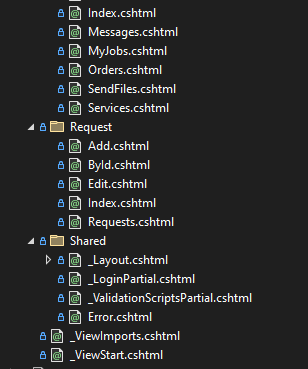 Index.cshtml
Messages.cshtml
MyJobs.cshtml
Orders.cshtml
SendFiles.cshtml
Services.cshtml
Request
Add.cshtml
ById.cshtml
Edit.cshtml
Index.cshtml
Requests.cshtml
Shared
_Layout.cshtml
_LoginPartial.cshtml
_ValidationScriptsPartial.cshtml
Error.cshtml
_ViewImports.cshtml
_ViewStart.cshtml